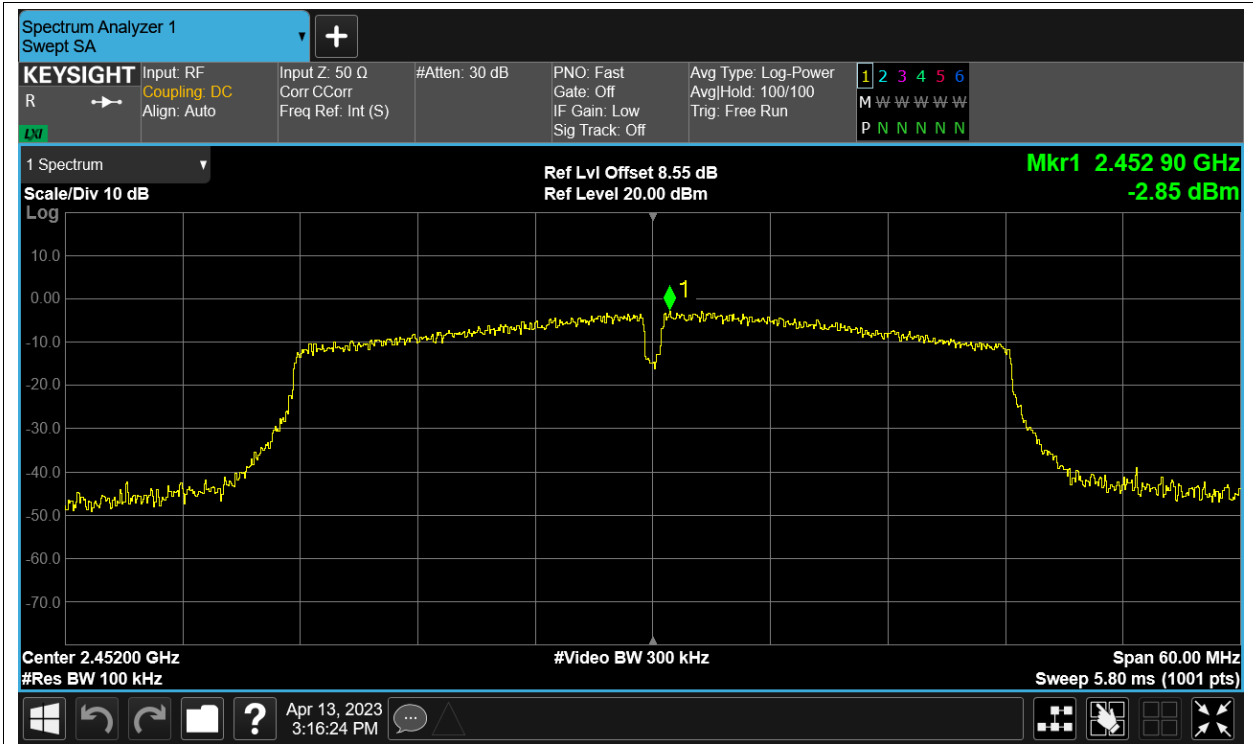 Spectrum Analyzer 1
Swept SA
KEYSIGHT
R
LXI
Input: RF
Coupling: DC
Align: Auto
Input Z: 50 Ω
Corr CCorr
Freq Ref: Int (S)
#Atten: 30 dB
PNO: Fast
Gate: Off
IF Gain: Low
Sig Track: Off
Avg Type: Log-Power
Avg|Hold: 100/100
Trig: Free Run
1 2 3 4 5 6
M W W W W W
P N N N N N
1 Spectrum
Scale/Div 10 dB
Log
Ref Lvl Offset 8.55 dB
Ref Level 20.00 dBm
Mkr1 2.452 90 GHz
-2.85 dBm
10.0
0.00
-10.0
-20.0
-30.0
-40.0
-50.0
-60.0
-70.0
1
Center 2.45200 GHz
#Res BW 100 kHz
#Video BW 300 kHz
Span 60.00 MHz
Sweep 5.80 ms (1001 pts)
?
Apr 13, 2023
3:16:24 PM